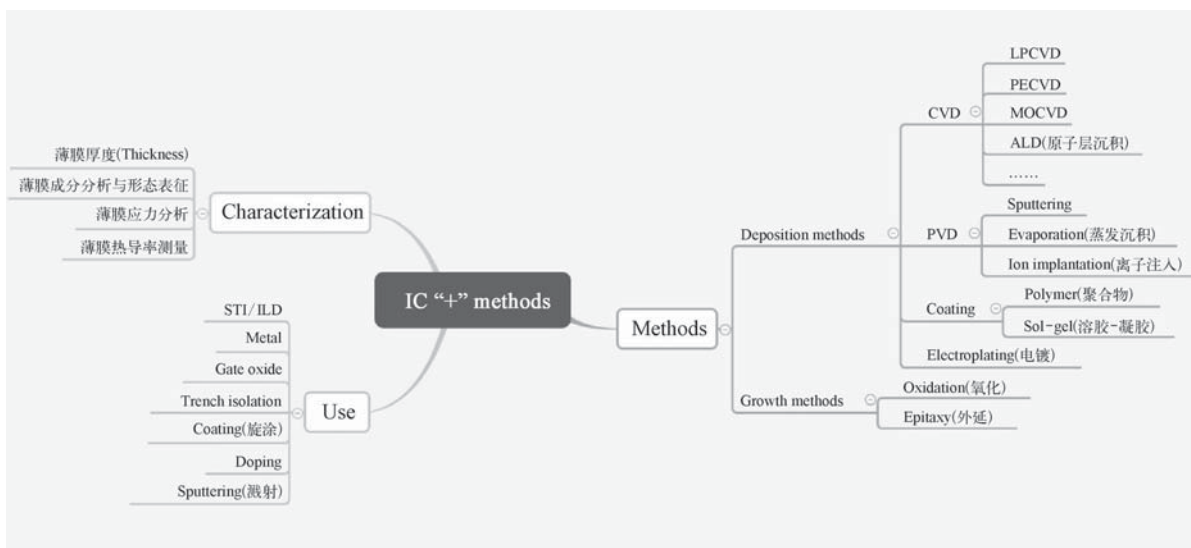 IC “+” methods
Characterization
薄膜厚度(Thickness)
薄膜成分分析与形态表征
薄膜应力分析
薄膜热导率测量
Use
STI/ILD
Metal
Gate oxide
Trench isolation
Coating(旋涂)
Doping
Sputtering(溅射)
Methods
Deposition methods
CVD
LPCVD
PECVD
MOCVD
ALD(原子层沉积)
……
PVD
Sputtering
Evaporation(蒸发沉积)
Ion implantation(离子注入)
Coating
Polymer(聚合物)
Sol-gel(溶胶-凝胶)
Electroplating(电镀)
Growth methods
Oxidation(氧化)
Epitaxy(外延)